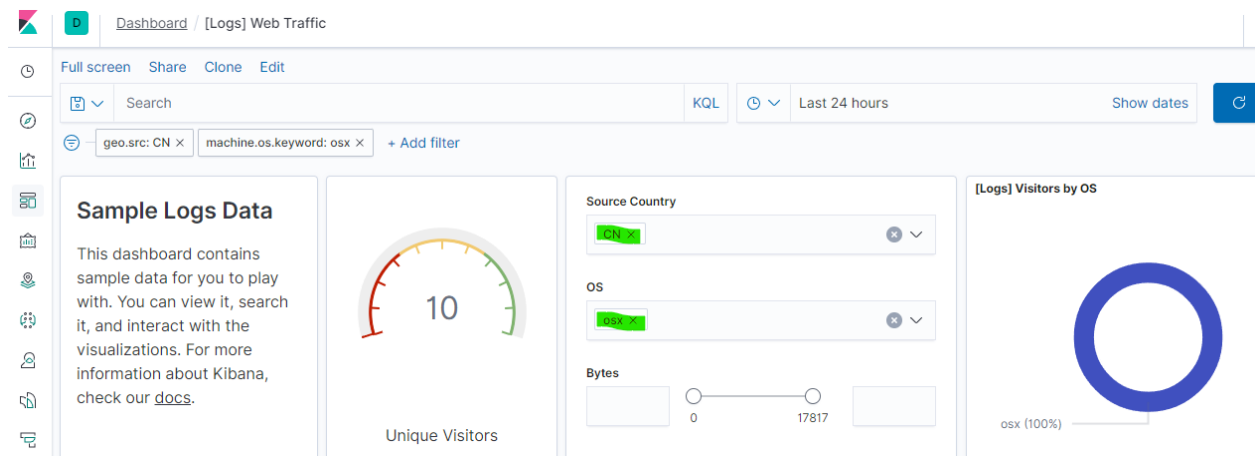 D Dashboard / [Logs] Web Traffic
Full screen Share Clone Edit
Search KQL Last 24 hours Show dates
geo.src: CN × machine.os.keyword: osx × + Add filter
Sample Logs Data
This dashboard contains
sample data for you to play
with. You can view it, search
it, and interact with the
visualizations. For more
information about Kibana,
check our docs.
10
Unique Visitors
Source Country
CN ×
OS
osx ×
Bytes
0 17817
[Logs] Visitors by OS
osx (100%)